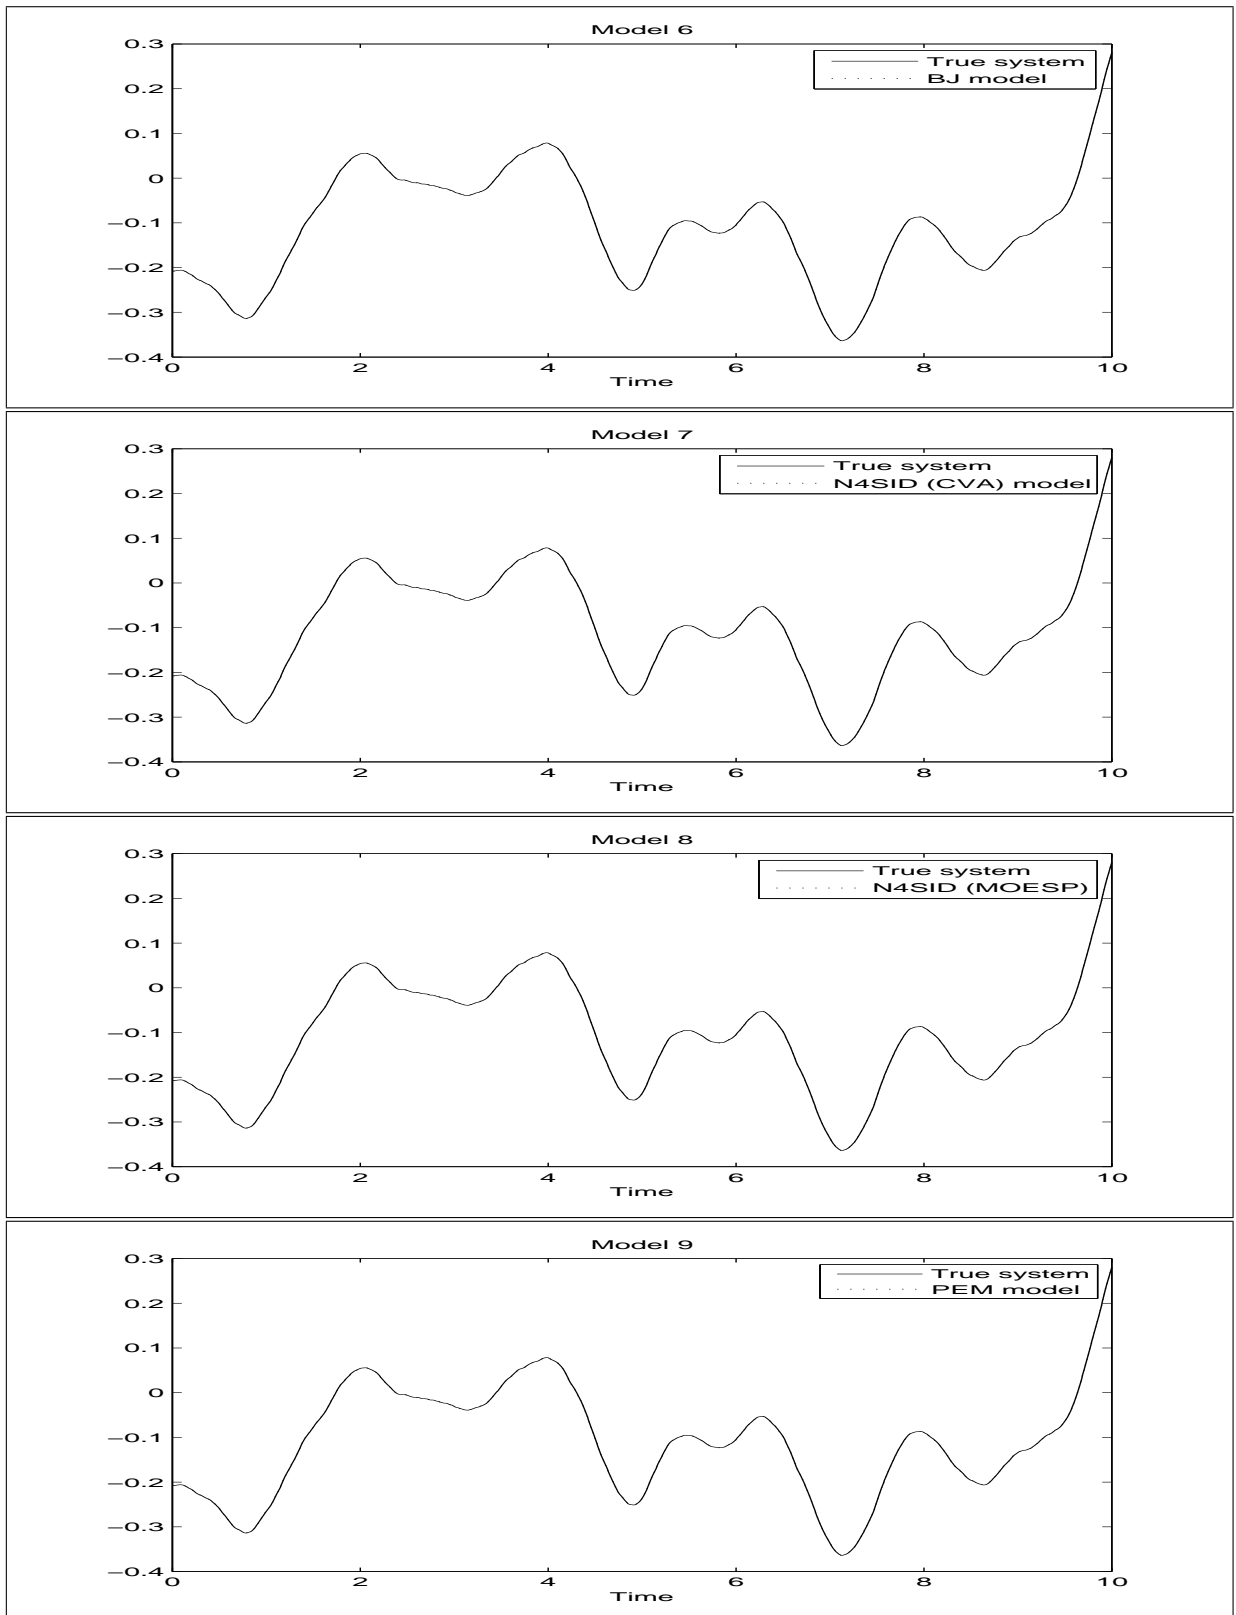 Model 6
0.3
True system
BJ model
0.2
0.1
0
−0.1
−0.2
−0.3
−0.4
0 2 4 6 8 10
Time
Model 7
0.3
True system
N4SID (CVA) model
0.2
0.1
0
−0.1
−0.2
−0.3
−0.4
0 2 4 6 8 10
Time
Model 8
0.3
True system
N4SID (MOESP)
0.2
0.1
0
−0.1
−0.2
−0.3
−0.4
0 2 4 6 8 10
Time
Model 9
0.3
True system
PEM model
0.2
0.1
0
−0.1
−0.2
−0.3
−0.4
0 2 4 6 8 10
Time